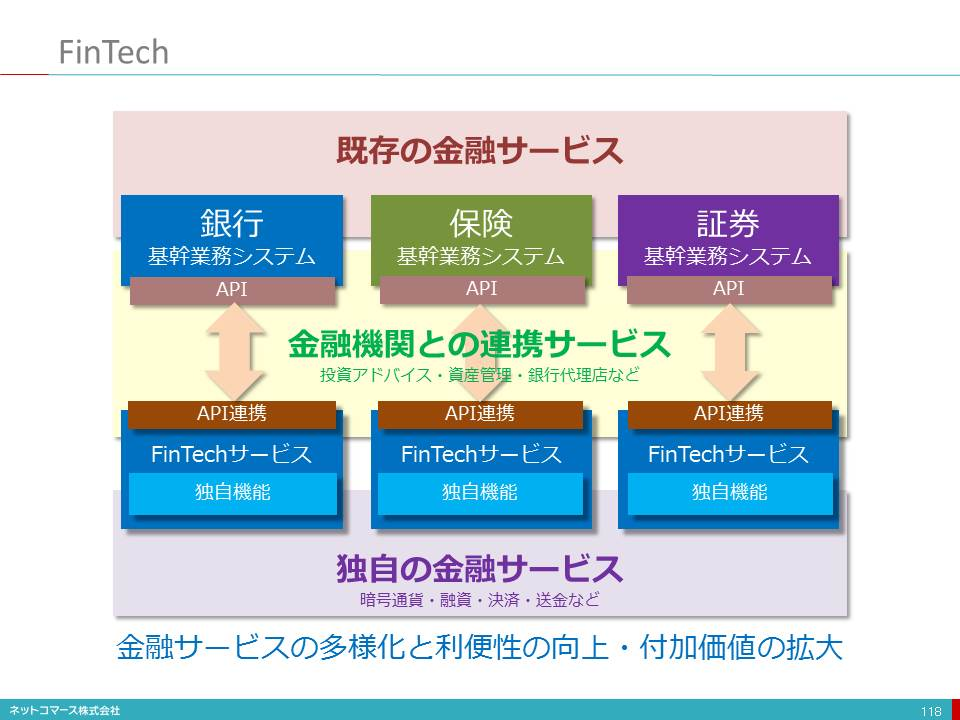 FinTech
既存の金融サービス
銀行 保険 証券
基幹業務システム 基幹業務システム 基幹業務システム
API API API
金融機関との連携サービス
投資アドバイス・資産管理・銀行代理店など
API連携 API連携 API連携
FinTechサービス FinTechサービス FinTechサービス
独自機能 独自機能 独自機能
独自の金融サービス
暗号通貨・融資・決済・送金など
金融サービスの多様化と利便性の向上・付加価値の拡大
ネットコマース株式会社 118